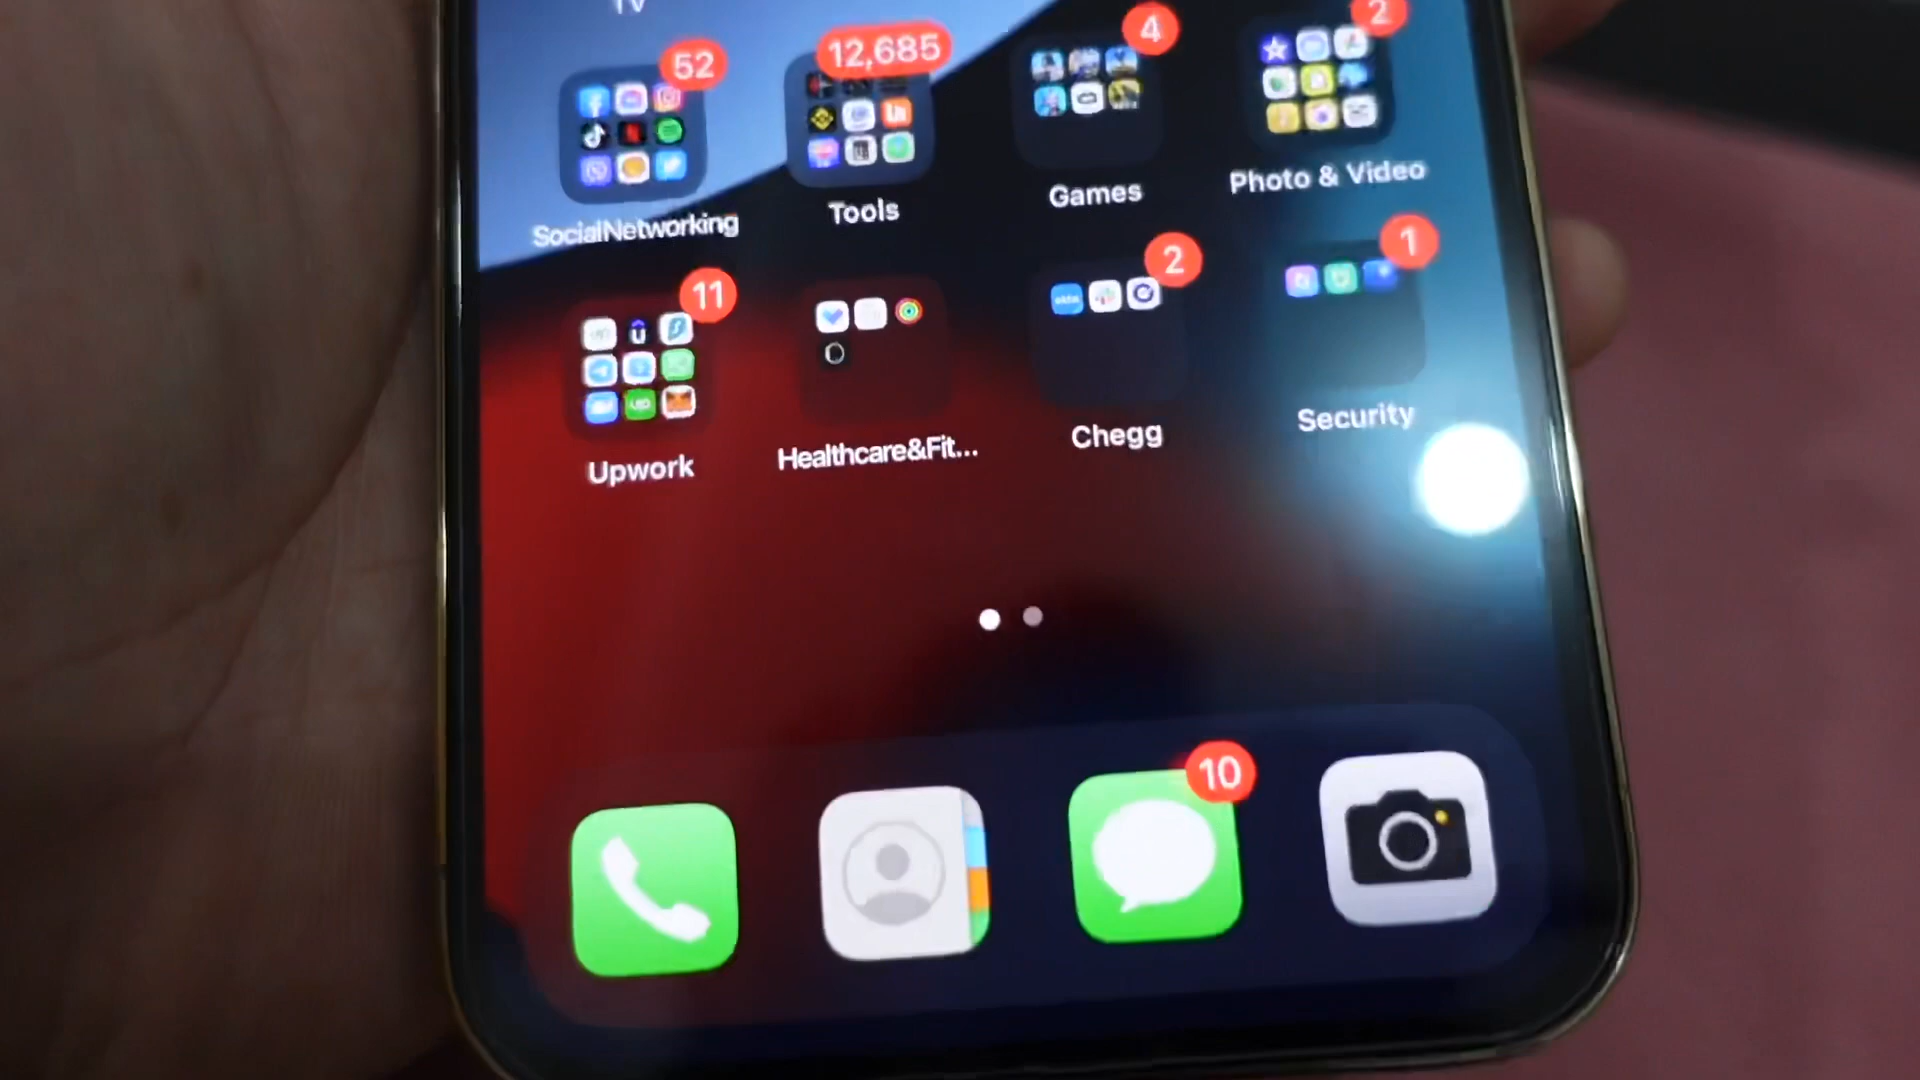 TV
52
12,685
4
2
SocialNetworking
Tools
Games
Photo & Video
11
2
1
Upwork
Healthcare&Fit...
Chegg
Security
10